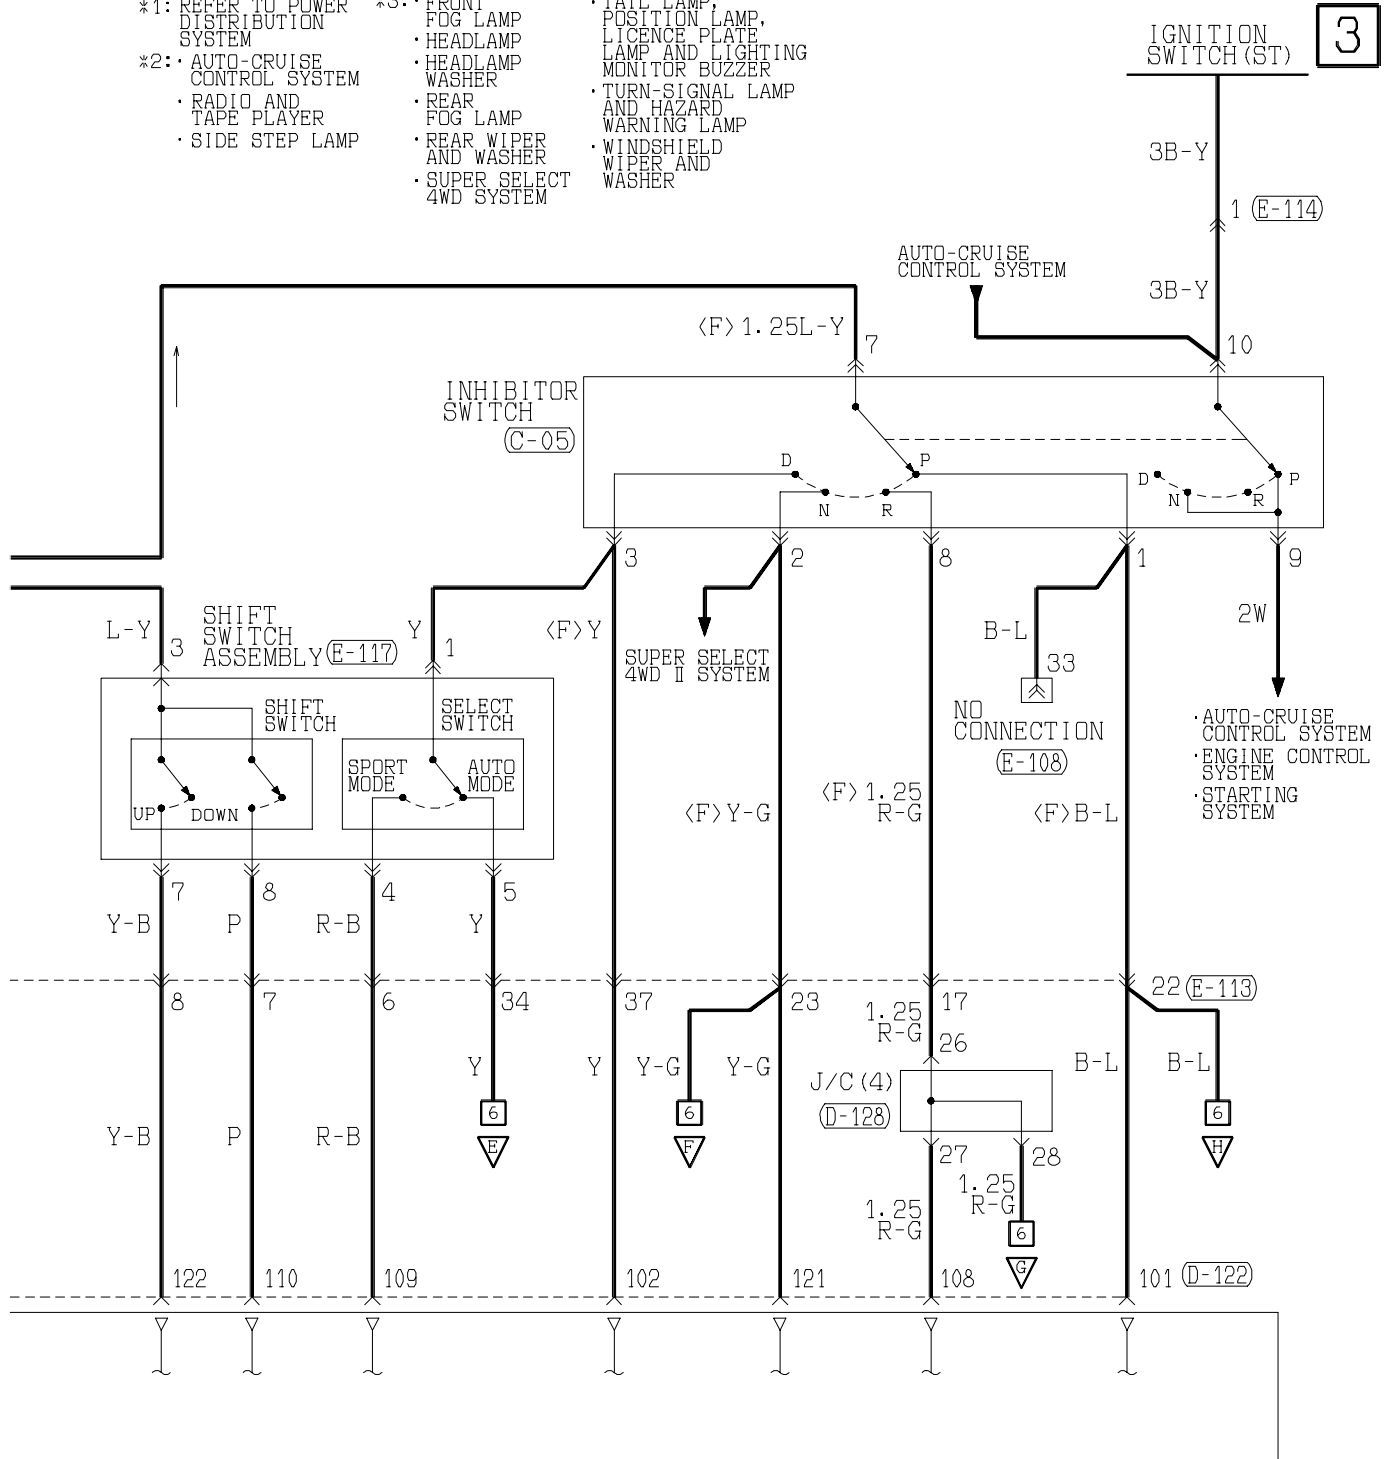 *1: REFER TO POWER
DISTRIBUTION
SYSTEM
*2: · AUTO-CRUISE
CONTROL SYSTEM
· RADIO AND
TAPE PLAYER
· SIDE STEP LAMP
*3: · FRONT
FOG LAMP
· HEADLAMP
· HEADLAMP
WASHER
· REAR
FOG LAMP
· REAR WIPER
AND WASHER
· SUPER SELECT
4WD SYSTEM
· TAIL LAMP,
POSITION LAMP,
LICENCE PLATE
LAMP AND LIGHTING
MONITOR BUZZER
· TURN-SIGNAL LAMP
AND HAZARD
WARNING LAMP
· WINDSHIELD
WIPER AND
WASHER
IGNITION
SWITCH(ST)
3
3B-Y
1 (E-114)
AUTO-CRUISE
CONTROL SYSTEM
3B-Y
<F>1.25L-Y
7
10
INHIBITOR
SWITCH
(C-05)
D
P
N
R
D
P
N
R
3
2
8
1
9
L-Y
3
SHIFT
SWITCH
ASSEMBLY (E-117)
Y
1
<F>Y
SUPER SELECT
4WD II SYSTEM
B-L
33
NO
CONNECTION
(E-108)
2W
· AUTO-CRUISE
CONTROL SYSTEM
· ENGINE CONTROL
SYSTEM
· STARTING
SYSTEM
SHIFT
SWITCH
SELECT
SWITCH
SPORT
MODE
AUTO
MODE
UP
DOWN
<F>Y-G
<F>1.25
R-G
<F>B-L
7
8
4
5
Y-B
P
R-B
Y
8
7
6
34
37
23
17
22 (E-113)
1.25
R-G
26
Y
Y
Y-G
Y-G
B-L
B-L
J/C(4)
(D-128)
6
E
6
F
6
H
Y-B
P
R-B
27
28
1.25
R-G
1.25
R-G
6
G
122
110
109
102
121
108
101 (D-122)